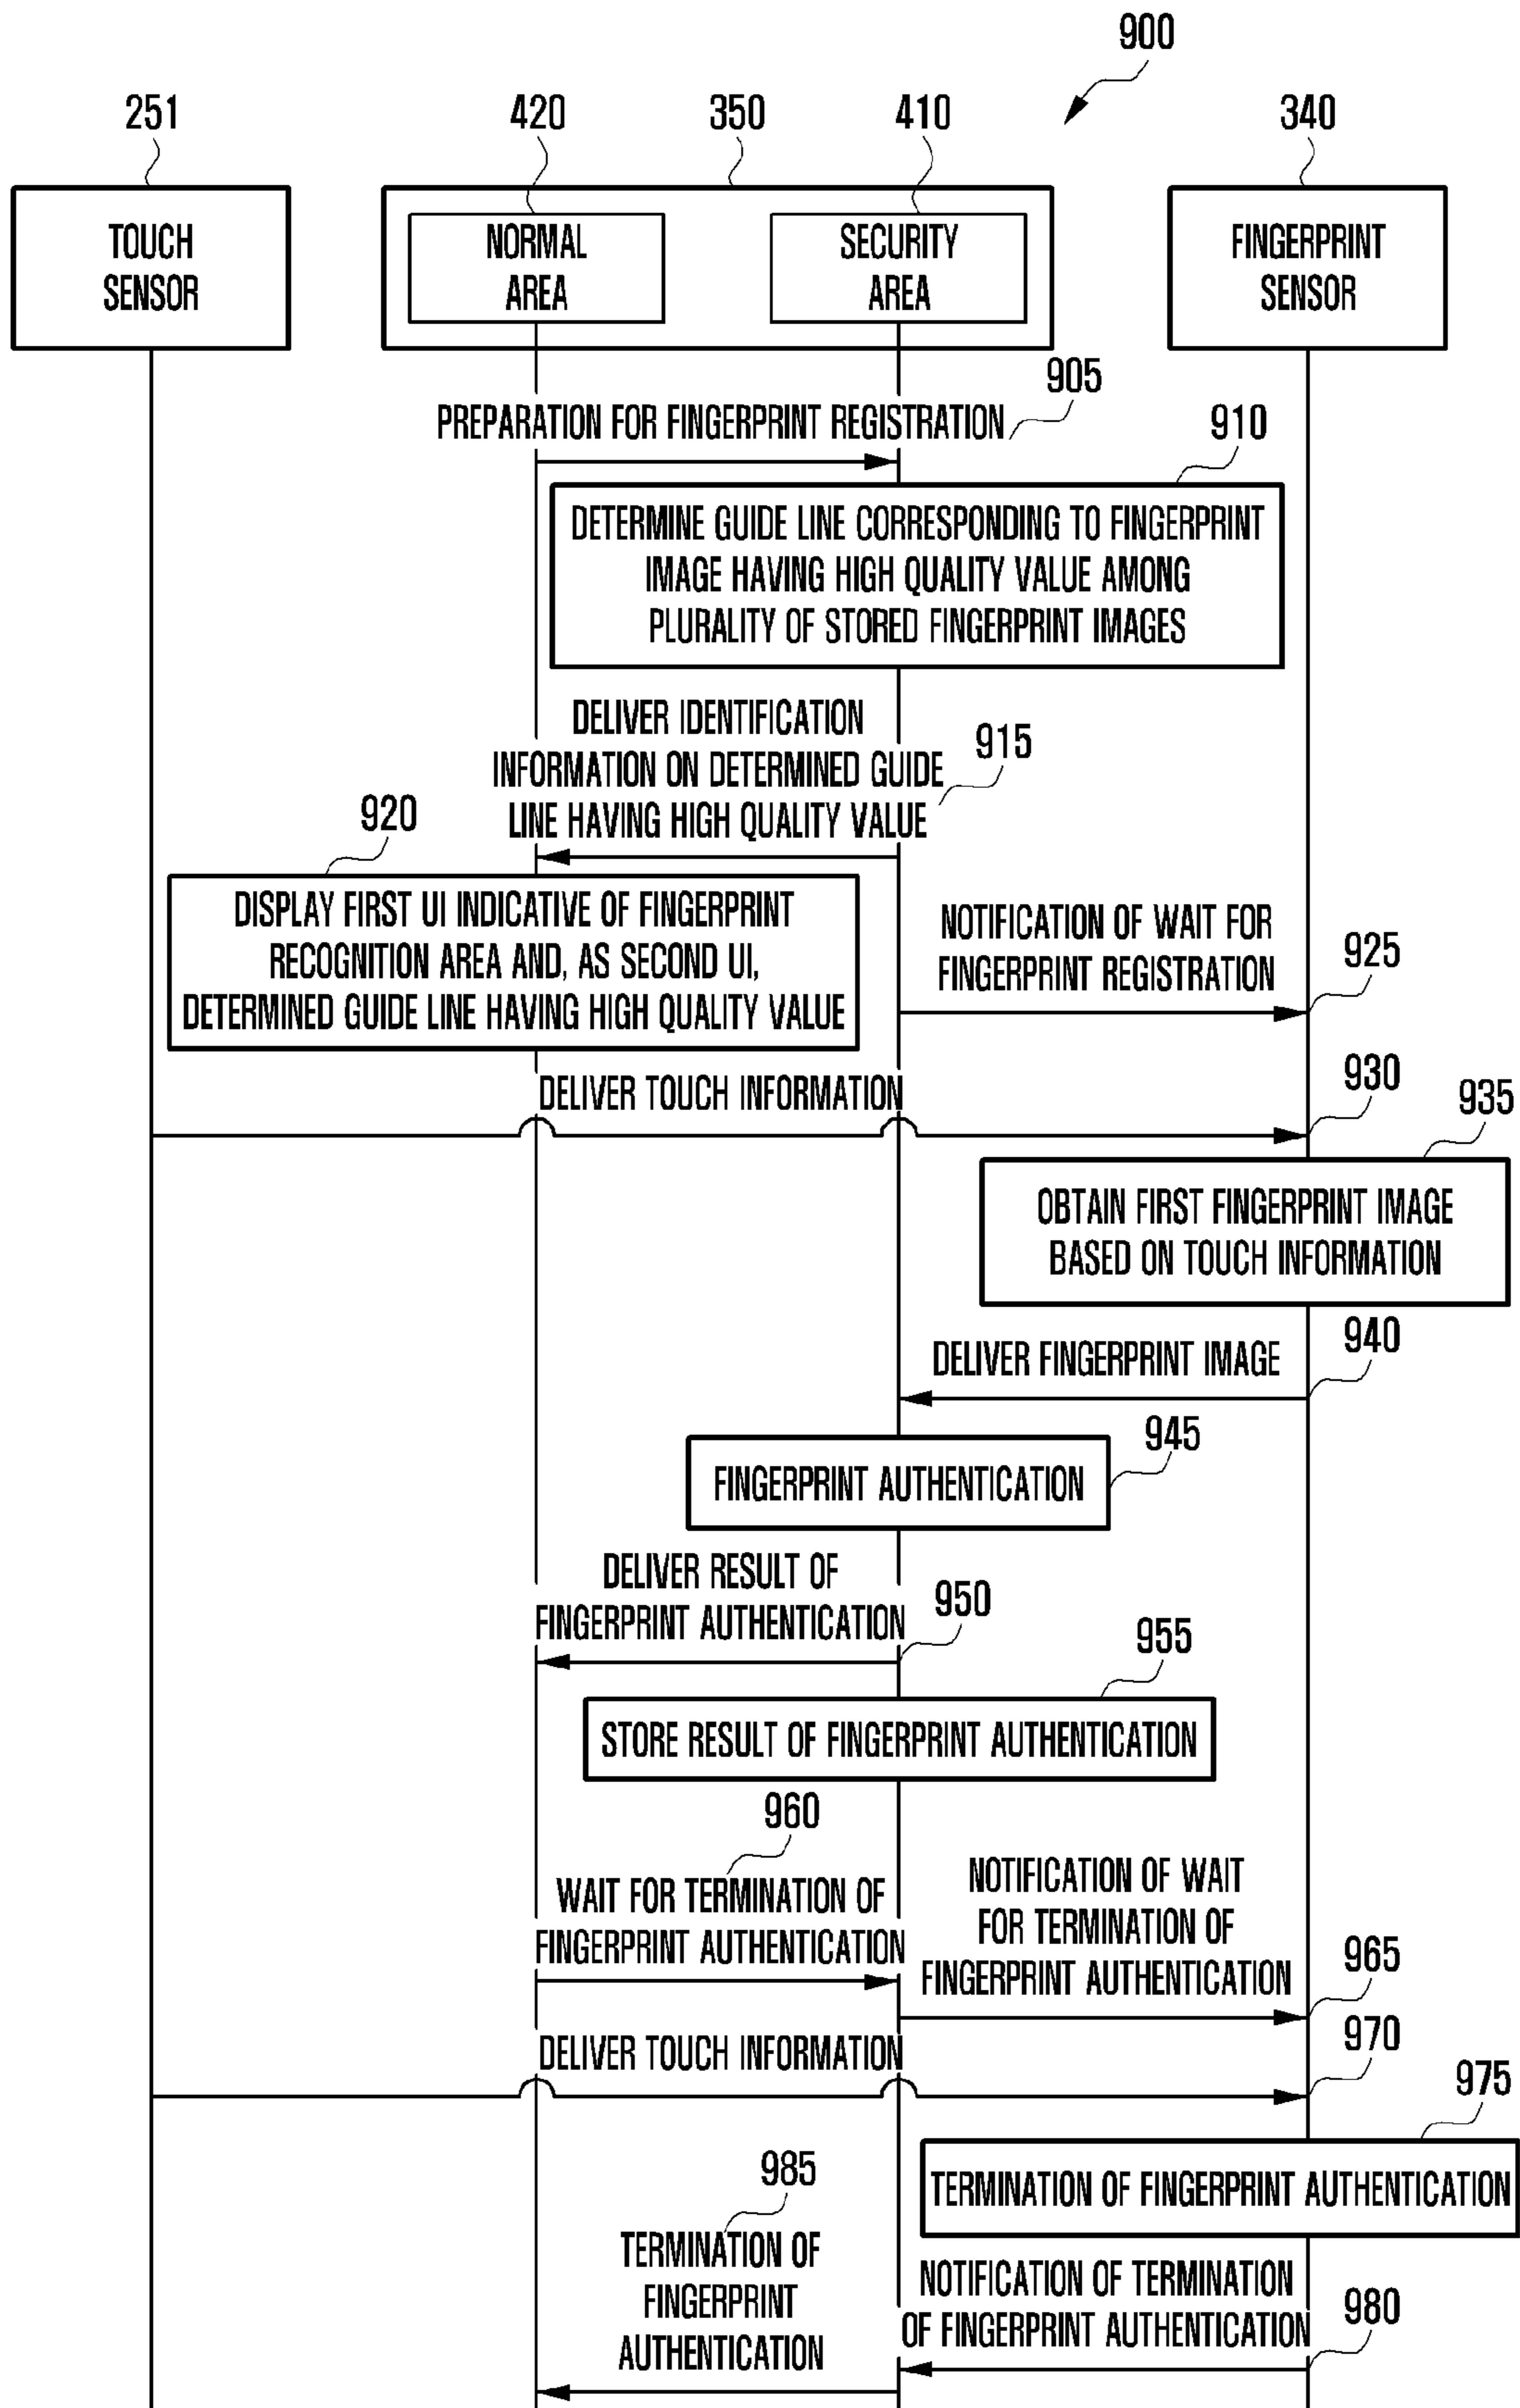 900
251
420
350
410
340
TOUCH
SENSOR
NORMAL
AREA
SECURITY
AREA
FINGERPRINT
SENSOR
905
PREPARATION FOR FINGERPRINT REGISTRATION
910
DETERMINE GUIDE LINE CORRESPONDING TO FINGERPRINT
IMAGE HAVING HIGH QUALITY VALUE AMONG
PLURALITY OF STORED FINGERPRINT IMAGES
DELIVER IDENTIFICATION
INFORMATION ON DETERMINED GUIDE
LINE HAVING HIGH QUALITY VALUE
915
920
DISPLAY FIRST UI INDICATIVE OF FINGERPRINT
RECOGNITION AREA AND, AS SECOND UI,
DETERMINED GUIDE LINE HAVING HIGH QUALITY VALUE
NOTIFICATION OF WAIT FOR
FINGERPRINT REGISTRATION
925
DELIVER TOUCH INFORMATION
930
935
OBTAIN FIRST FINGERPRINT IMAGE
BASED ON TOUCH INFORMATION
940
DELIVER FINGERPRINT IMAGE
945
FINGERPRINT AUTHENTICATION
DELIVER RESULT OF
FINGERPRINT AUTHENTICATION
950
955
STORE RESULT OF FINGERPRINT AUTHENTICATION
960
WAIT FOR TERMINATION OF
FINGERPRINT AUTHENTICATION
NOTIFICATION OF WAIT
FOR TERMINATION OF
FINGERPRINT AUTHENTICATION
965
DELIVER TOUCH INFORMATION
970
975
TERMINATION OF FINGERPRINT AUTHENTICATION
985
TERMINATION OF
FINGERPRINT
AUTHENTICATION
NOTIFICATION OF TERMINATION
OF FINGERPRINT AUTHENTICATION
980